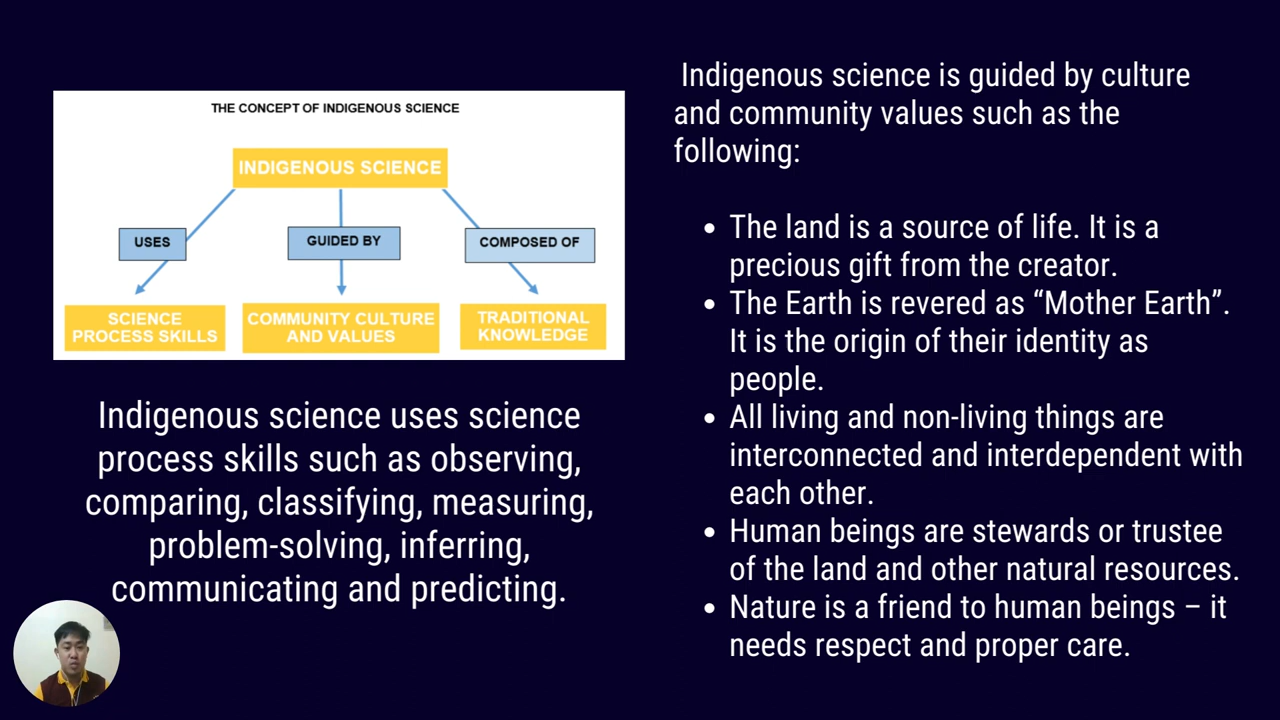 THE CONCEPT OF INDIGENOUS SCIENCE
INDIGENOUS SCIENCE
USES
GUIDED BY
COMPOSED OF
SCIENCE
PROCESS SKILLS
COMMUNITY CULTURE
AND VALUES
TRADITIONAL
KNOWLEDGE
Indigenous science uses science
process skills such as observing,
comparing, classifying, measuring,
problem-solving, inferring,
communicating and predicting.
Indigenous science is guided by culture
and community values such as the
following:
• The land is a source of life. It is a
precious gift from the creator.
• The Earth is revered as “Mother Earth”.
It is the origin of their identity as
people.
• All living and non-living things are
interconnected and interdependent with
each other.
• Human beings are stewards or trustee
of the land and other natural resources.
• Nature is a friend to human beings – it
needs respect and proper care.